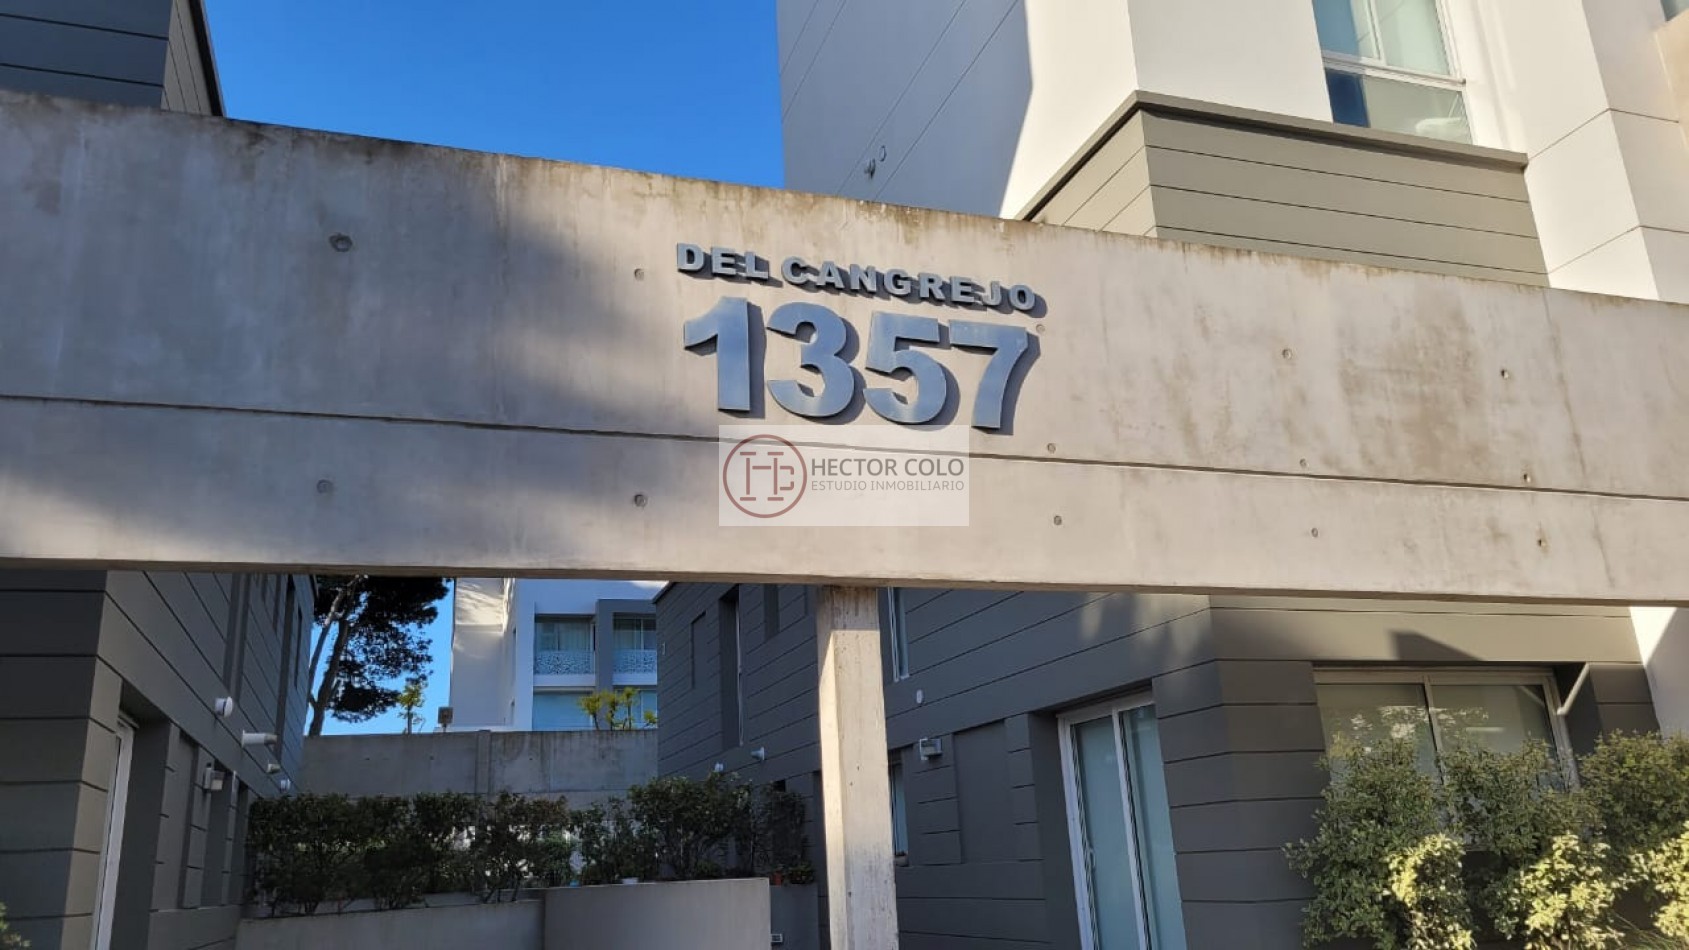 DEL CANGREJO
1357
HECTOR COLO
ESTUDIO INMOBILIARIO